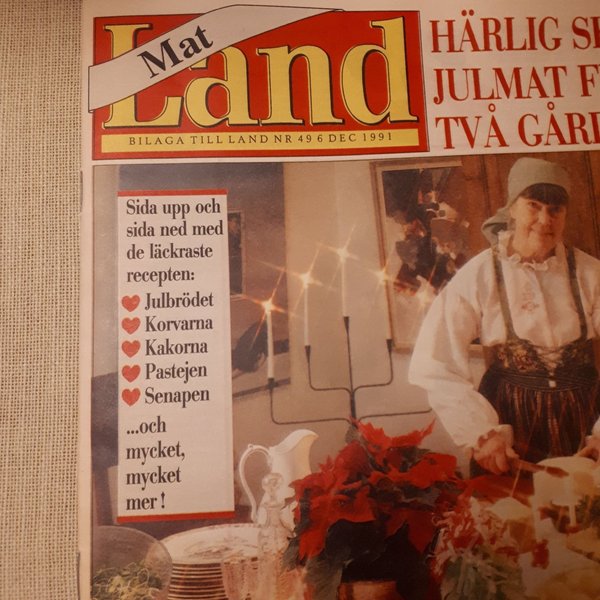 Mat
Land
BILAGA TILL LAND NR 49 6 DEC 1991
HÄRLIG
JULMAT
TVÅ
Sida upp och
sida ned med
de läckraste
recepten:
Julbrödet
Korvarna
Kakorna
Pastejen
Senapen
...och
mycket,
mycket
mer!